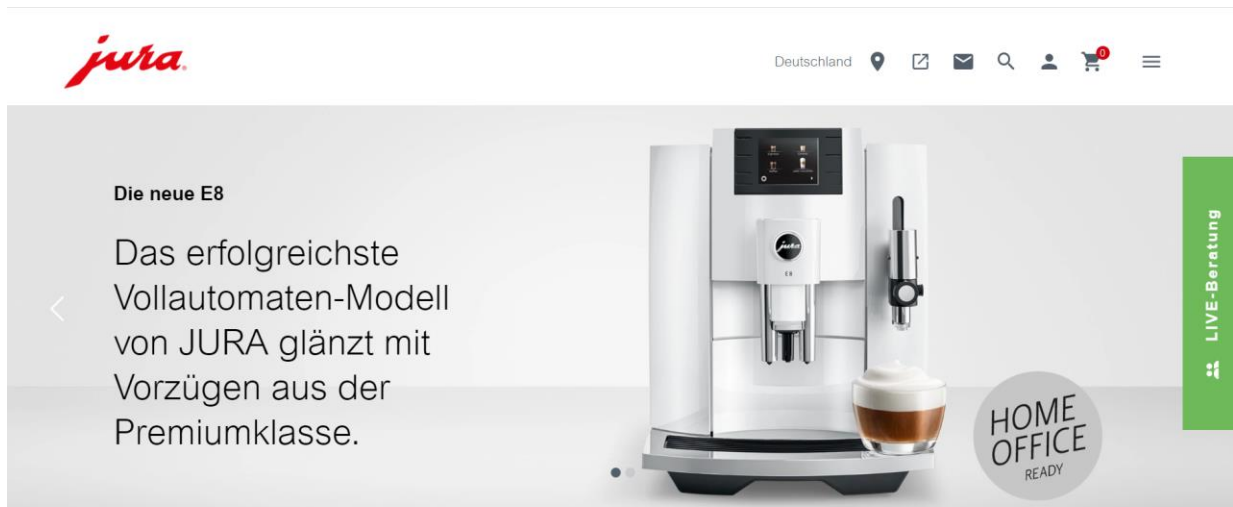 jura
Deutschland
0
Die neue E8
Das erfolgreichste
Vollautomaten-Modell
von JURA glänzt mit
Vorzügen aus der
Premiumklasse.
jura
E8
HOME
OFFICE
READY
LIVE-Beratung